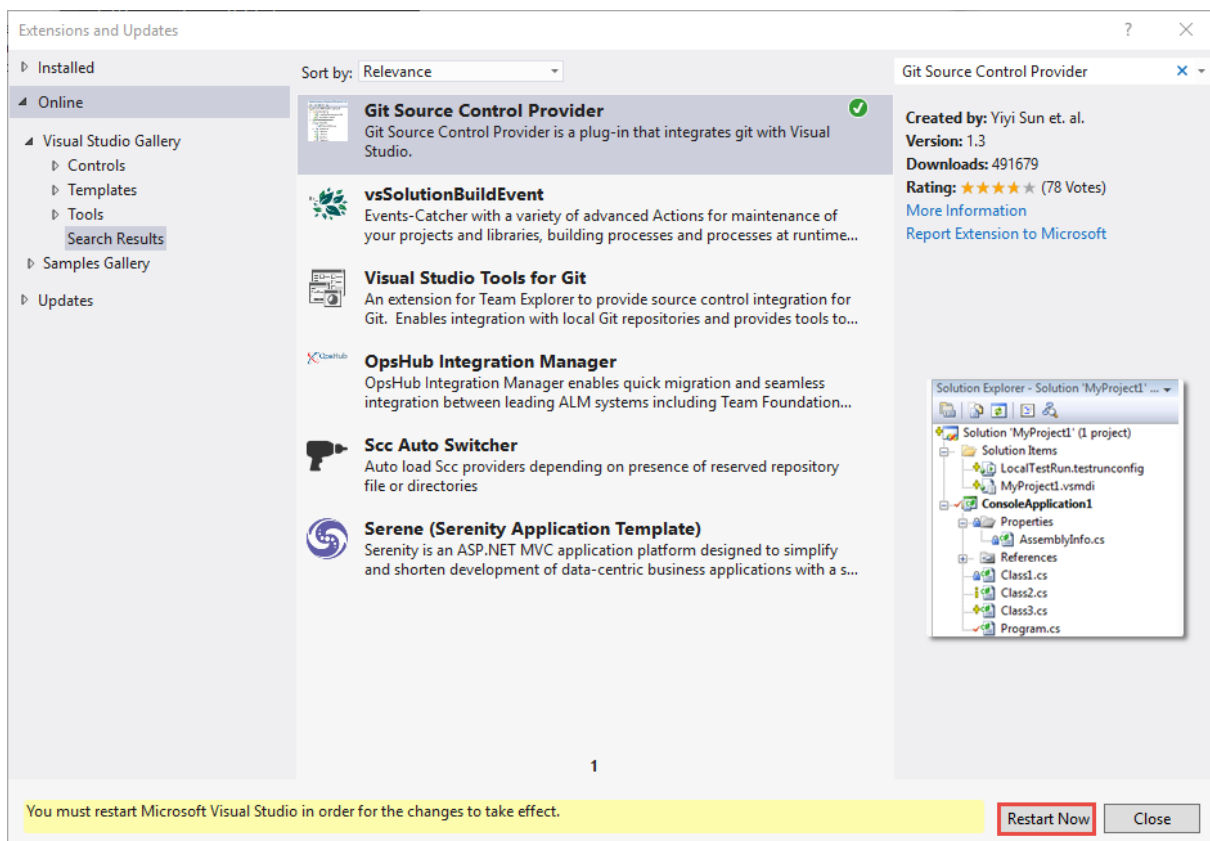 Extensions and Updates
?
Installed
Online
Visual Studio Gallery
Controls
Templates
Tools
Search Results
Samples Gallery
Updates
Sort by: Relevance
Git Source Control Provider
Git Source Control Provider is a plug-in that integrates git with Visual
Studio.
vsSolutionBuildEvent
Events-Catcher with a variety of advanced Actions for maintenance of
your projects and libraries, building processes and processes at runtime...
Visual Studio Tools for Git
An extension for Team Explorer to provide source control integration for
Git. Enables integration with local Git repositories and provides tools to...
OpsHub
OpsHub Integration Manager
OpsHub Integration Manager enables quick migration and seamless
integration between leading ALM systems including Team Foundation...
Scc Auto Switcher
Auto load Scc providers depending on presence of reserved repository
file or directories
Serene (Serenity Application Template)
Serenity is an ASP.NET MVC application platform designed to simplify
and shorten development of data-centric business applications with a s...
1
Git Source Control Provider
Created by: Yiyi Sun et. al.
Version: 1.3
Downloads: 491679
Rating: (78 Votes)
More Information
Report Extension to Microsoft
Solution Explorer - Solution 'MyProject1' ...
Solution 'MyProject1' (1 project)
Solution Items
LocalTestRun.testrunconfig
MyProject1.vsmdi
ConsoleApplication1
Properties
AssemblyInfo.cs
References
Class1.cs
Class2.cs
Class3.cs
Program.cs
You must restart Microsoft Visual Studio in order for the changes to take effect.
Restart Now
Close